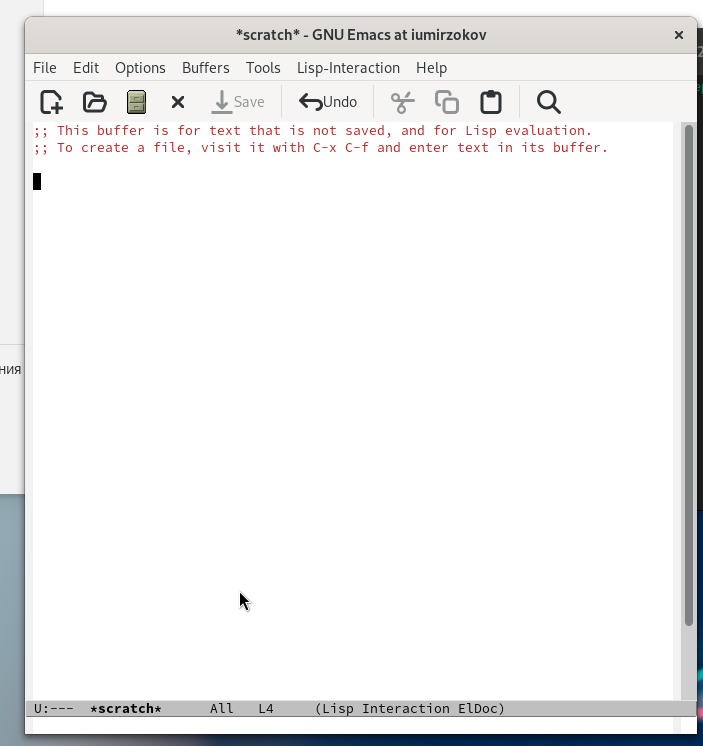 *scratch* - GNU Emacs at iumirzokov
File Edit Options Buffers Tools Lisp-Interaction Help
Save Undo
;; This buffer is for text that is not saved, and for Lisp evaluation.
;; To create a file, visit it with C-x C-f and enter text in its buffer.
ния
U:--- *scratch* All L4 (Lisp Interaction ElDoc)